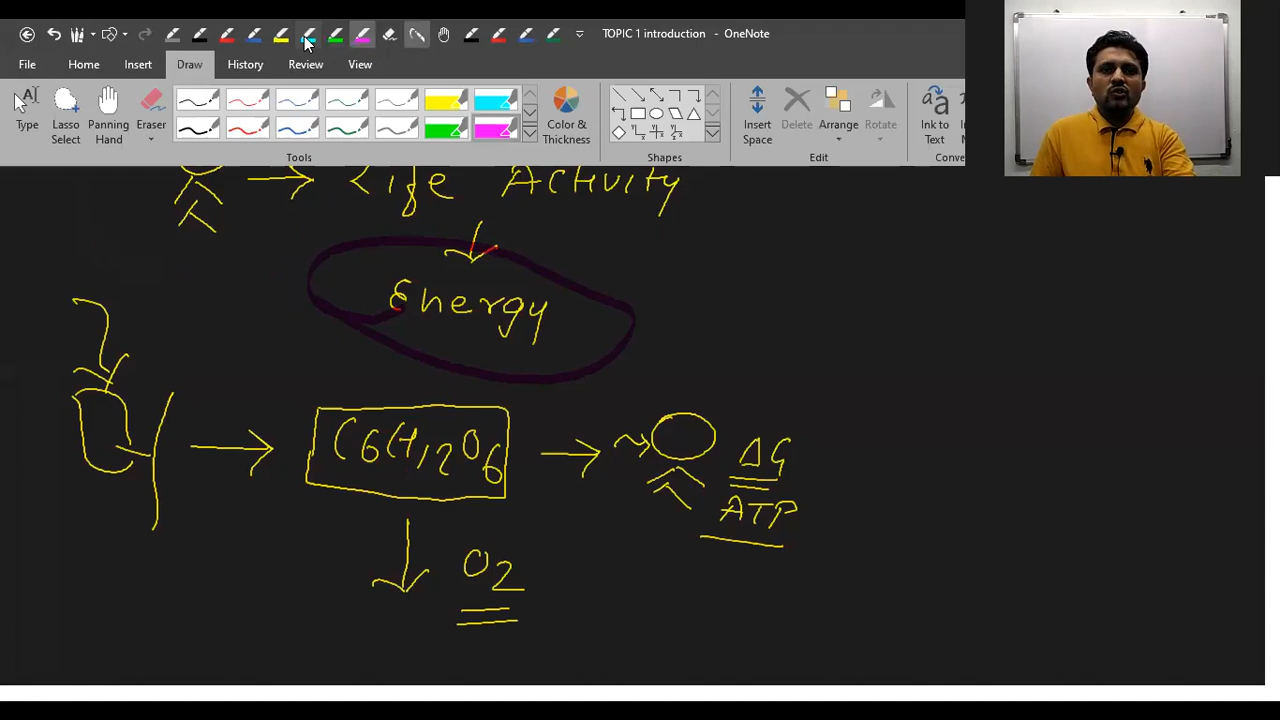 TOPIC 1 introduction - OneNote
File Home Insert Draw History Review View
Type Lasso Select Panning Hand Eraser Color & Thickness Insert Space Delete Arrange Rotate Ink to Text
Tools Shapes Edit Conve
→ Life Activity
Energy
C6H12O6 → ΔG
ATP
O2